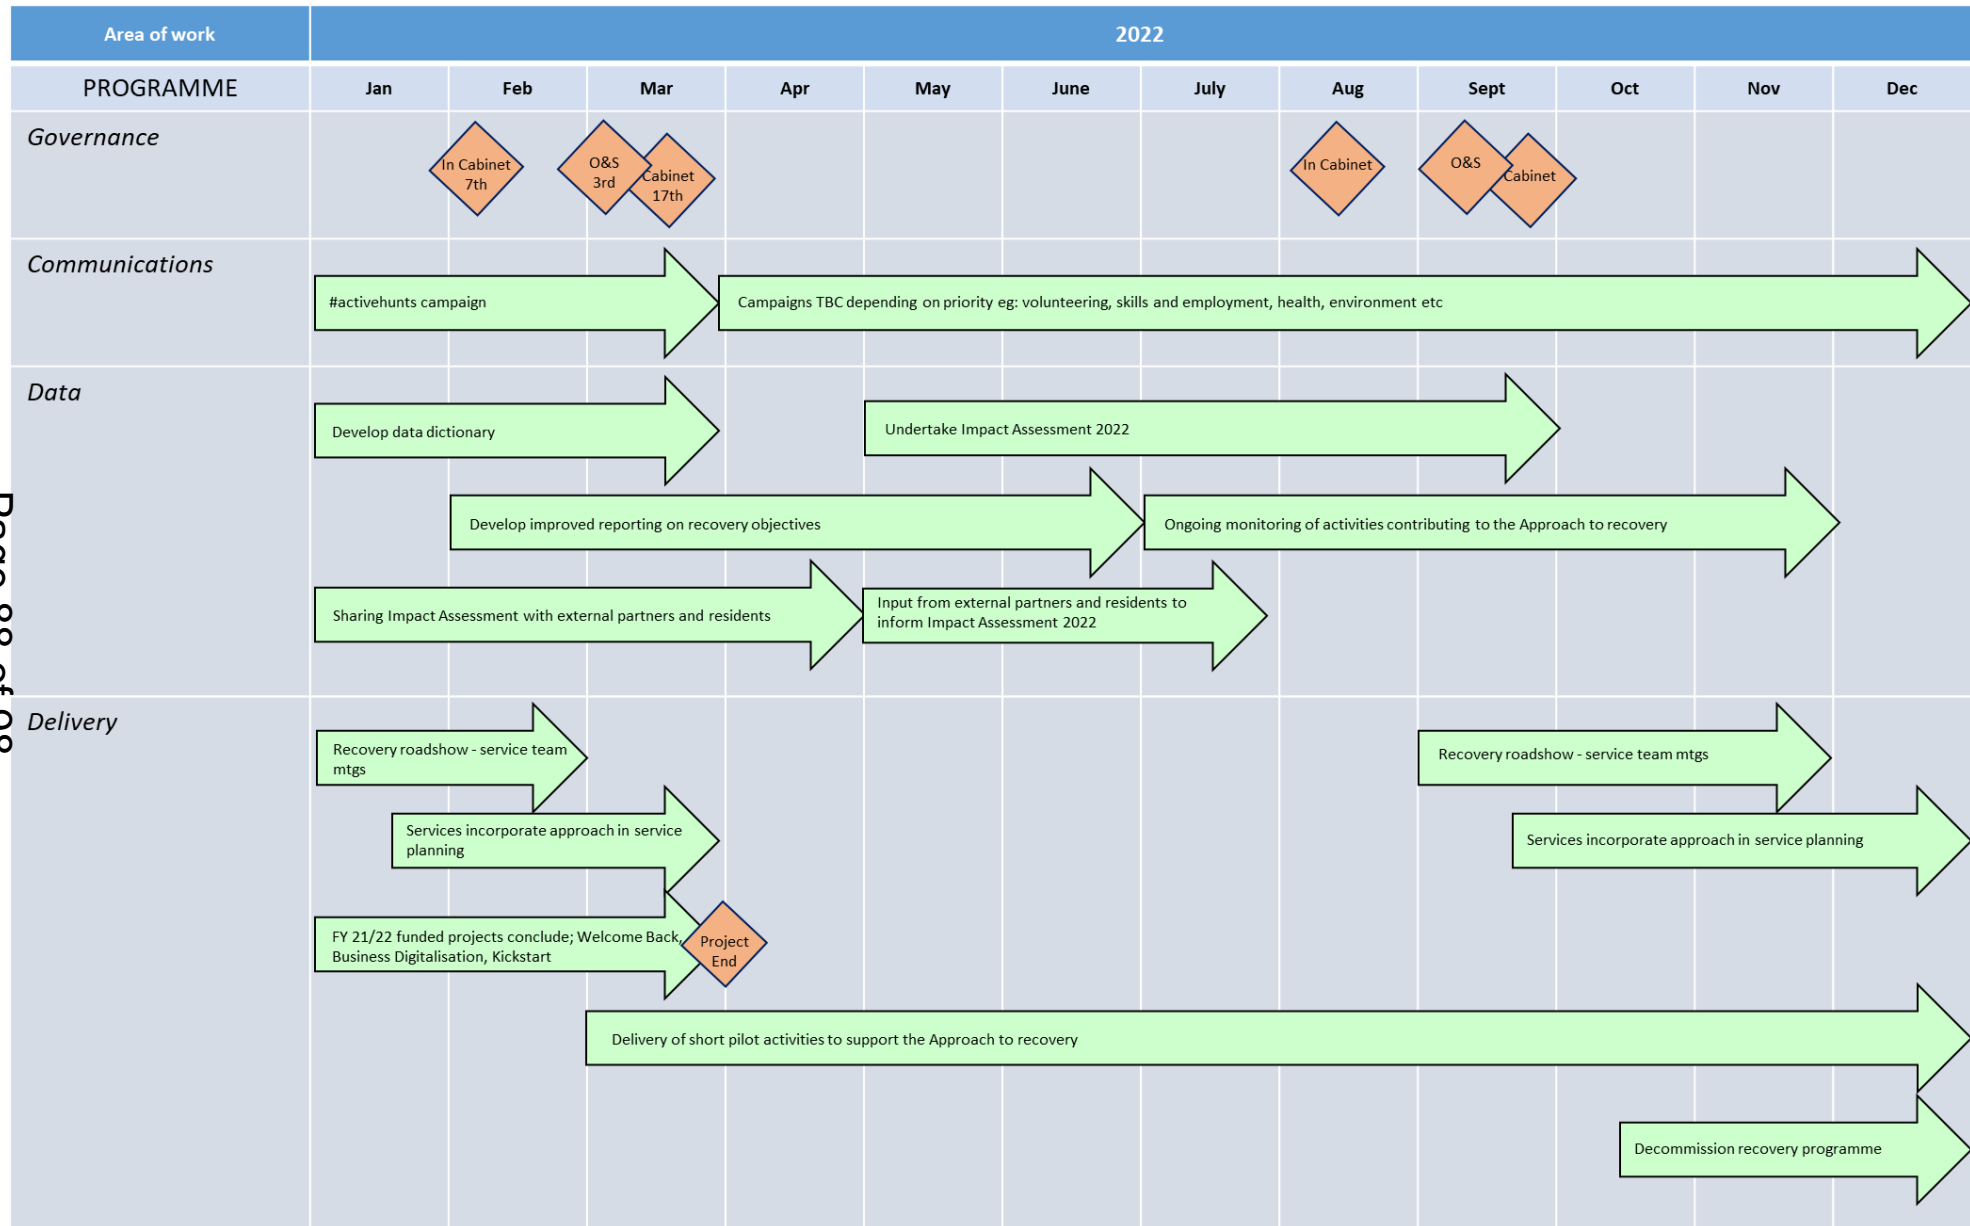 Area of work
2022
PROGRAMME
Jan
Feb
Mar
Apr
May
June
July
Aug
Sept
Oct
Nov
Dec
Governance
In Cabinet
7th
O&S
3rd
Cabinet
17th
In Cabinet
O&S
Cabinet
Communications
#activehunts campaign
Campaigns TBC depending on priority eg: volunteering, skills and employment, health, environment etc
Data
Develop data dictionary
Undertake Impact Assessment 2022
Develop improved reporting on recovery objectives
Ongoing monitoring of activities contributing to the Approach to recovery
Sharing Impact Assessment with external partners and residents
Input from external partners and residents to
inform Impact Assessment 2022
Delivery
Recovery roadshow - service team
mtgs
Recovery roadshow - service team mtgs
Services incorporate approach in service
planning
Services incorporate approach in service planning
FY 21/22 funded projects conclude; Welcome Back,
Business Digitalisation, Kickstart
Project
End
Delivery of short pilot activities to support the Approach to recovery
Decommission recovery programme